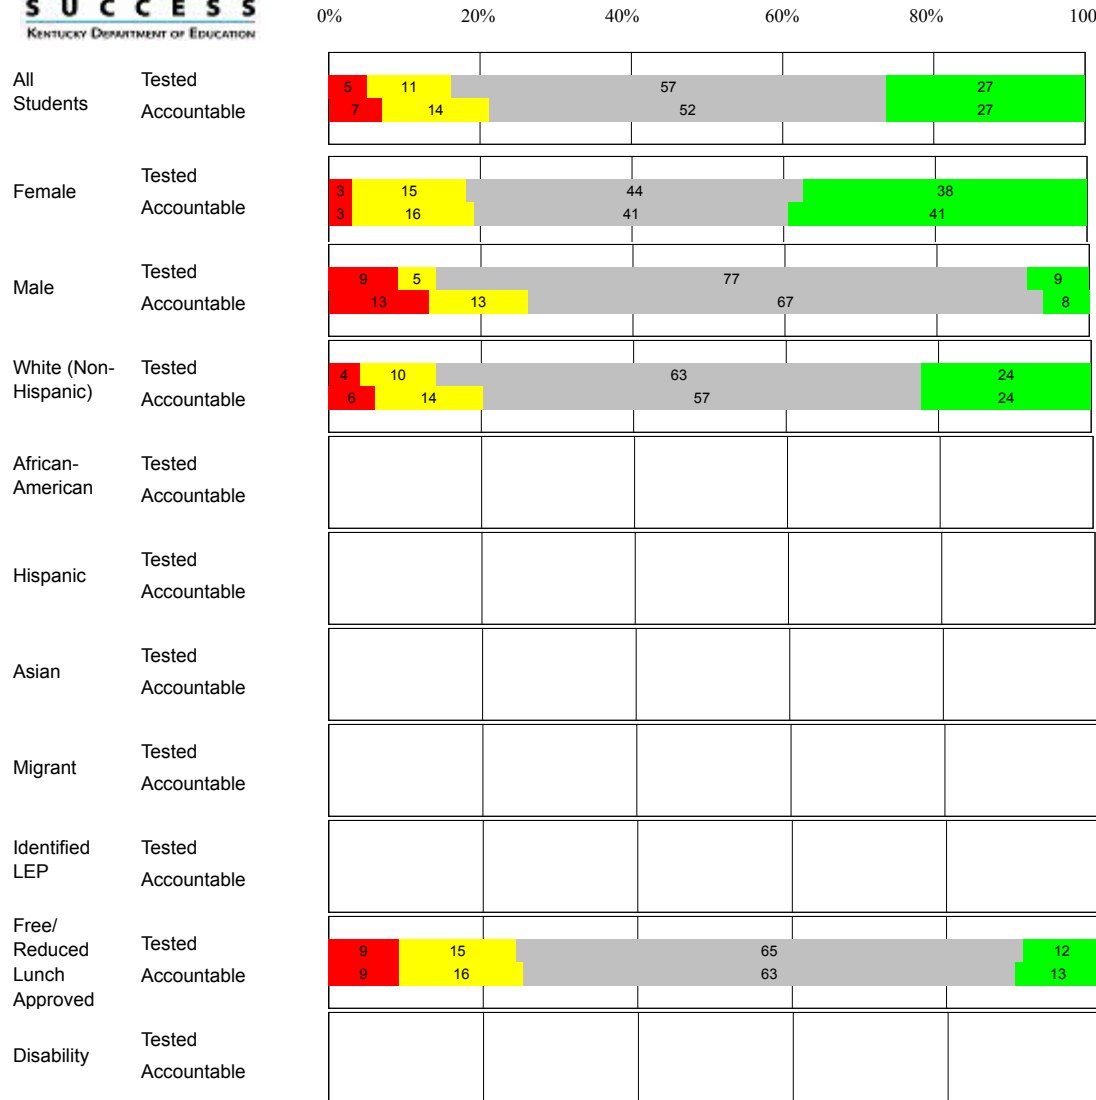 SUCCESS
KENTUCKY DEPARTMENT OF EDUCATION
0% 20% 40% 60% 80% 100
All Students
Tested 5 11 57 27
Accountable 7 14 52 27
Female
Tested 3 15 44 38
Accountable 3 16 41 41
Male
Tested 9 5 77 9
Accountable 13 13 67 8
White (Non-
Hispanic)
Tested 4 10 63 24
Accountable 6 14 57 24
African-
American
Tested
Accountable
Hispanic
Tested
Accountable
Asian
Tested
Accountable
Migrant
Tested
Accountable
Identified
LEP
Tested
Accountable
Free/
Reduced
Lunch
Approved
Tested 9 15 65 12
Accountable 9 16 63 13
Disability
Tested
Accountable